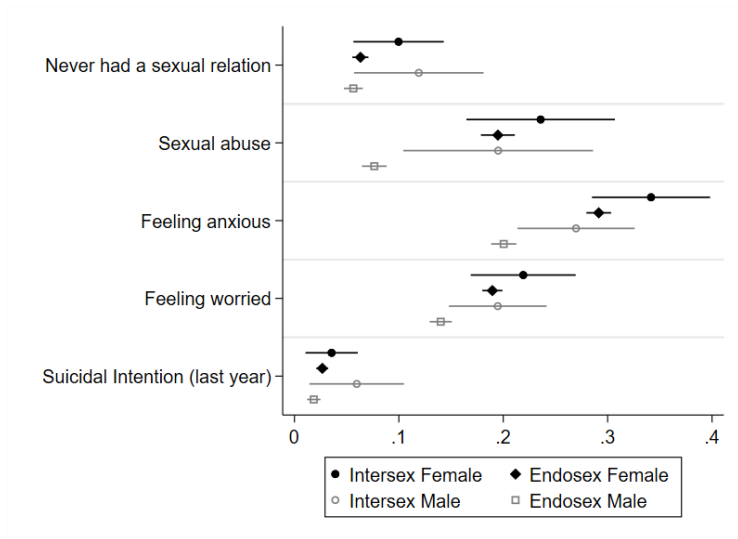 Never had a sexual relation
Sexual abuse
Feeling anxious
Feeling worried
Suicidal Intention (last year)
0 .1 .2 .3 .4
Intersex Female Endosex Female
Intersex Male Endosex Male